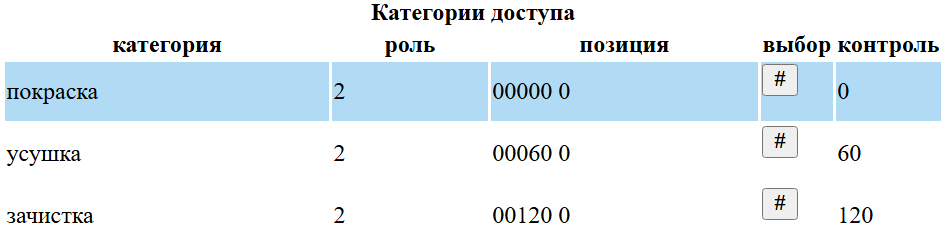 Категории доступа
категория роль позиция выбор контроль
покраска 2 00000 0 # 0
усушка 2 00060 0 # 60
зачистка 2 00120 0 # 120